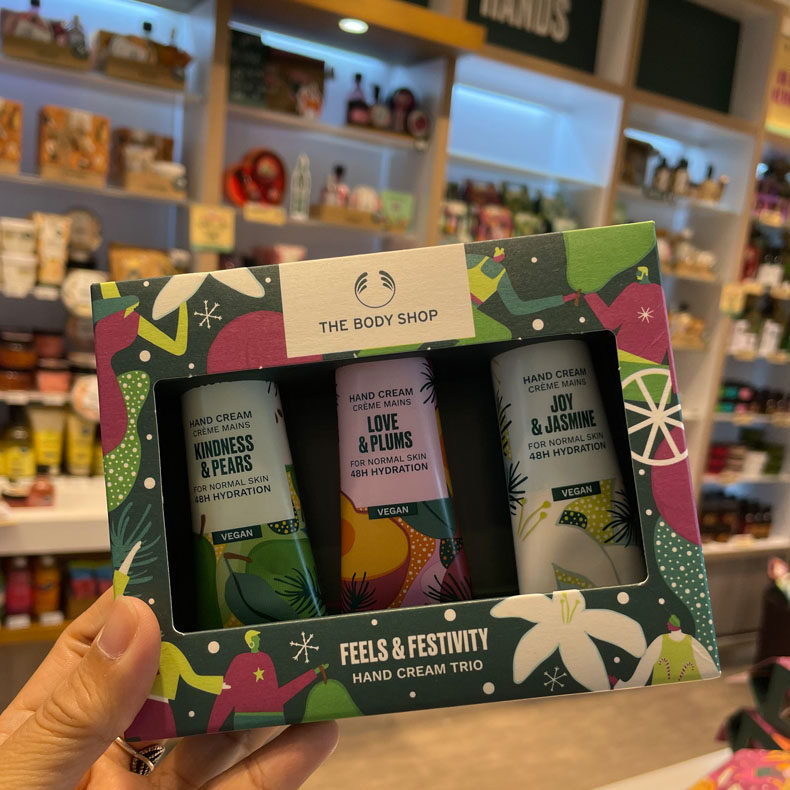 HANDS
THE BODY SHOP
HAND CREAM
CRÈME MAINS
KINDNESS
& PEARS
FOR NORMAL SKIN
48H HYDRATION
VEGAN
HAND CREAM
CRÈME MAINS
LOVE
& PLUMS
FOR NORMAL SKIN
48H HYDRATION
VEGAN
HAND CREAM
CRÈME MAINS
JOY
& JASMINE
FOR NORMAL SKIN
48H HYDRATION
VEGAN
FEELS & FESTIVITY
HAND CREAM TRIO